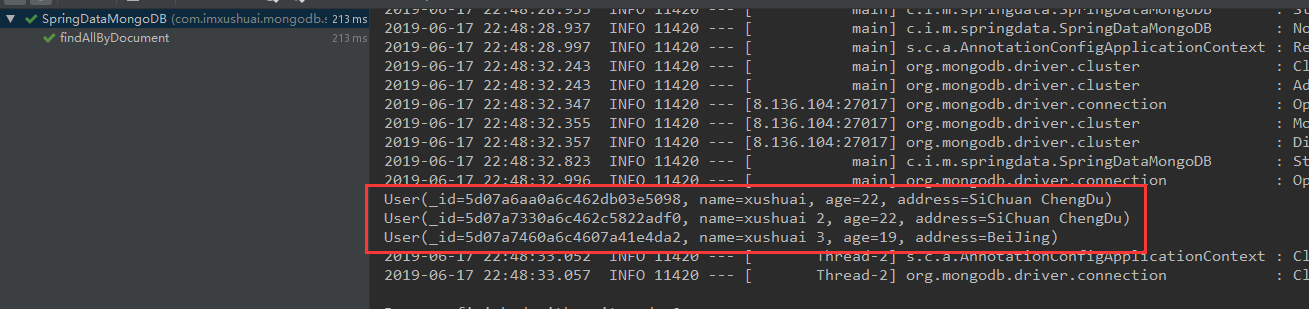 SpringDataMongoDB (com.imxushuai.mongodb.s 213 ms
findAllByDocument 213 ms
2019-06-17 22:48:28.935 INFO 11420 --- [ main] c.i.m.springdata.SpringDataMongoDB : St
2019-06-17 22:48:28.937 INFO 11420 --- [ main] c.i.m.springdata.SpringDataMongoDB : No
2019-06-17 22:48:28.997 INFO 11420 --- [ main] s.c.a.AnnotationConfigApplicationContext : Re
2019-06-17 22:48:32.243 INFO 11420 --- [ main] org.mongodb.driver.cluster : Cl
2019-06-17 22:48:32.243 INFO 11420 --- [ main] org.mongodb.driver.cluster : Ad
2019-06-17 22:48:32.347 INFO 11420 --- [8.136.104:27017] org.mongodb.driver.connection : Op
2019-06-17 22:48:32.355 INFO 11420 --- [8.136.104:27017] org.mongodb.driver.cluster : Mo
2019-06-17 22:48:32.357 INFO 11420 --- [8.136.104:27017] org.mongodb.driver.cluster : Di
2019-06-17 22:48:32.823 INFO 11420 --- [ main] c.i.m.springdata.SpringDataMongoDB : St
2019-06-17 22:48:32.996 INFO 11420 --- [ main] org.mongodb.driver.connection : Op
User(_id=5d07a6aa0a6c462db03e5098, name=xushuai, age=22, address=SiChuan ChengDu)
User(_id=5d07a7330a6c462c5822adf0, name=xushuai 2, age=22, address=SiChuan ChengDu)
User(_id=5d07a7460a6c4607a41e4da2, name=xushuai 3, age=19, address=BeiJing)
2019-06-17 22:48:33.052 INFO 11420 --- [ Thread-2] s.c.a.AnnotationConfigApplicationContext : Cl
2019-06-17 22:48:33.057 INFO 11420 --- [ Thread-2] org.mongodb.driver.connection : Cl